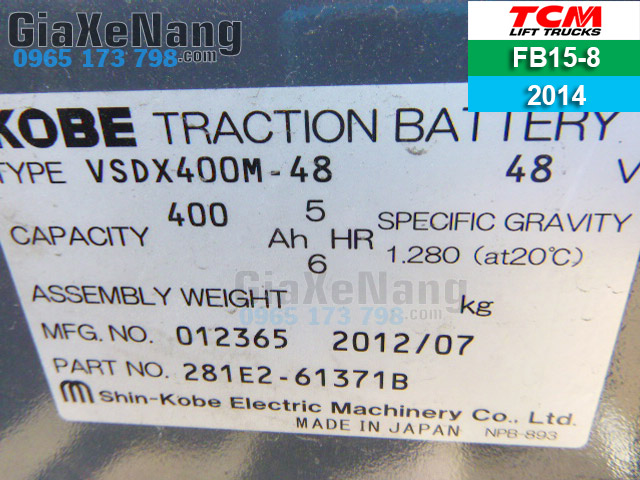 GiaXeNang
0965 173 798.com
TCM
LIFT TRUCKS
FB15-8
2014
KOBE TRACTION BATTERY
TYPE VSDX400M-48 48 V
CAPACITY 400 Ah 5 HR SPECIFIC GRAVITY
6 1.280 (at20℃)
GiaXeNang
0965 173 798.com
ASSEMBLY WEIGHT kg
MFG. NO. 012365 2012/07
PART NO. 281E2-61371B
Shin-Kobe Electric Machinery Co., Ltd.
MADE IN JAPAN NPB-893